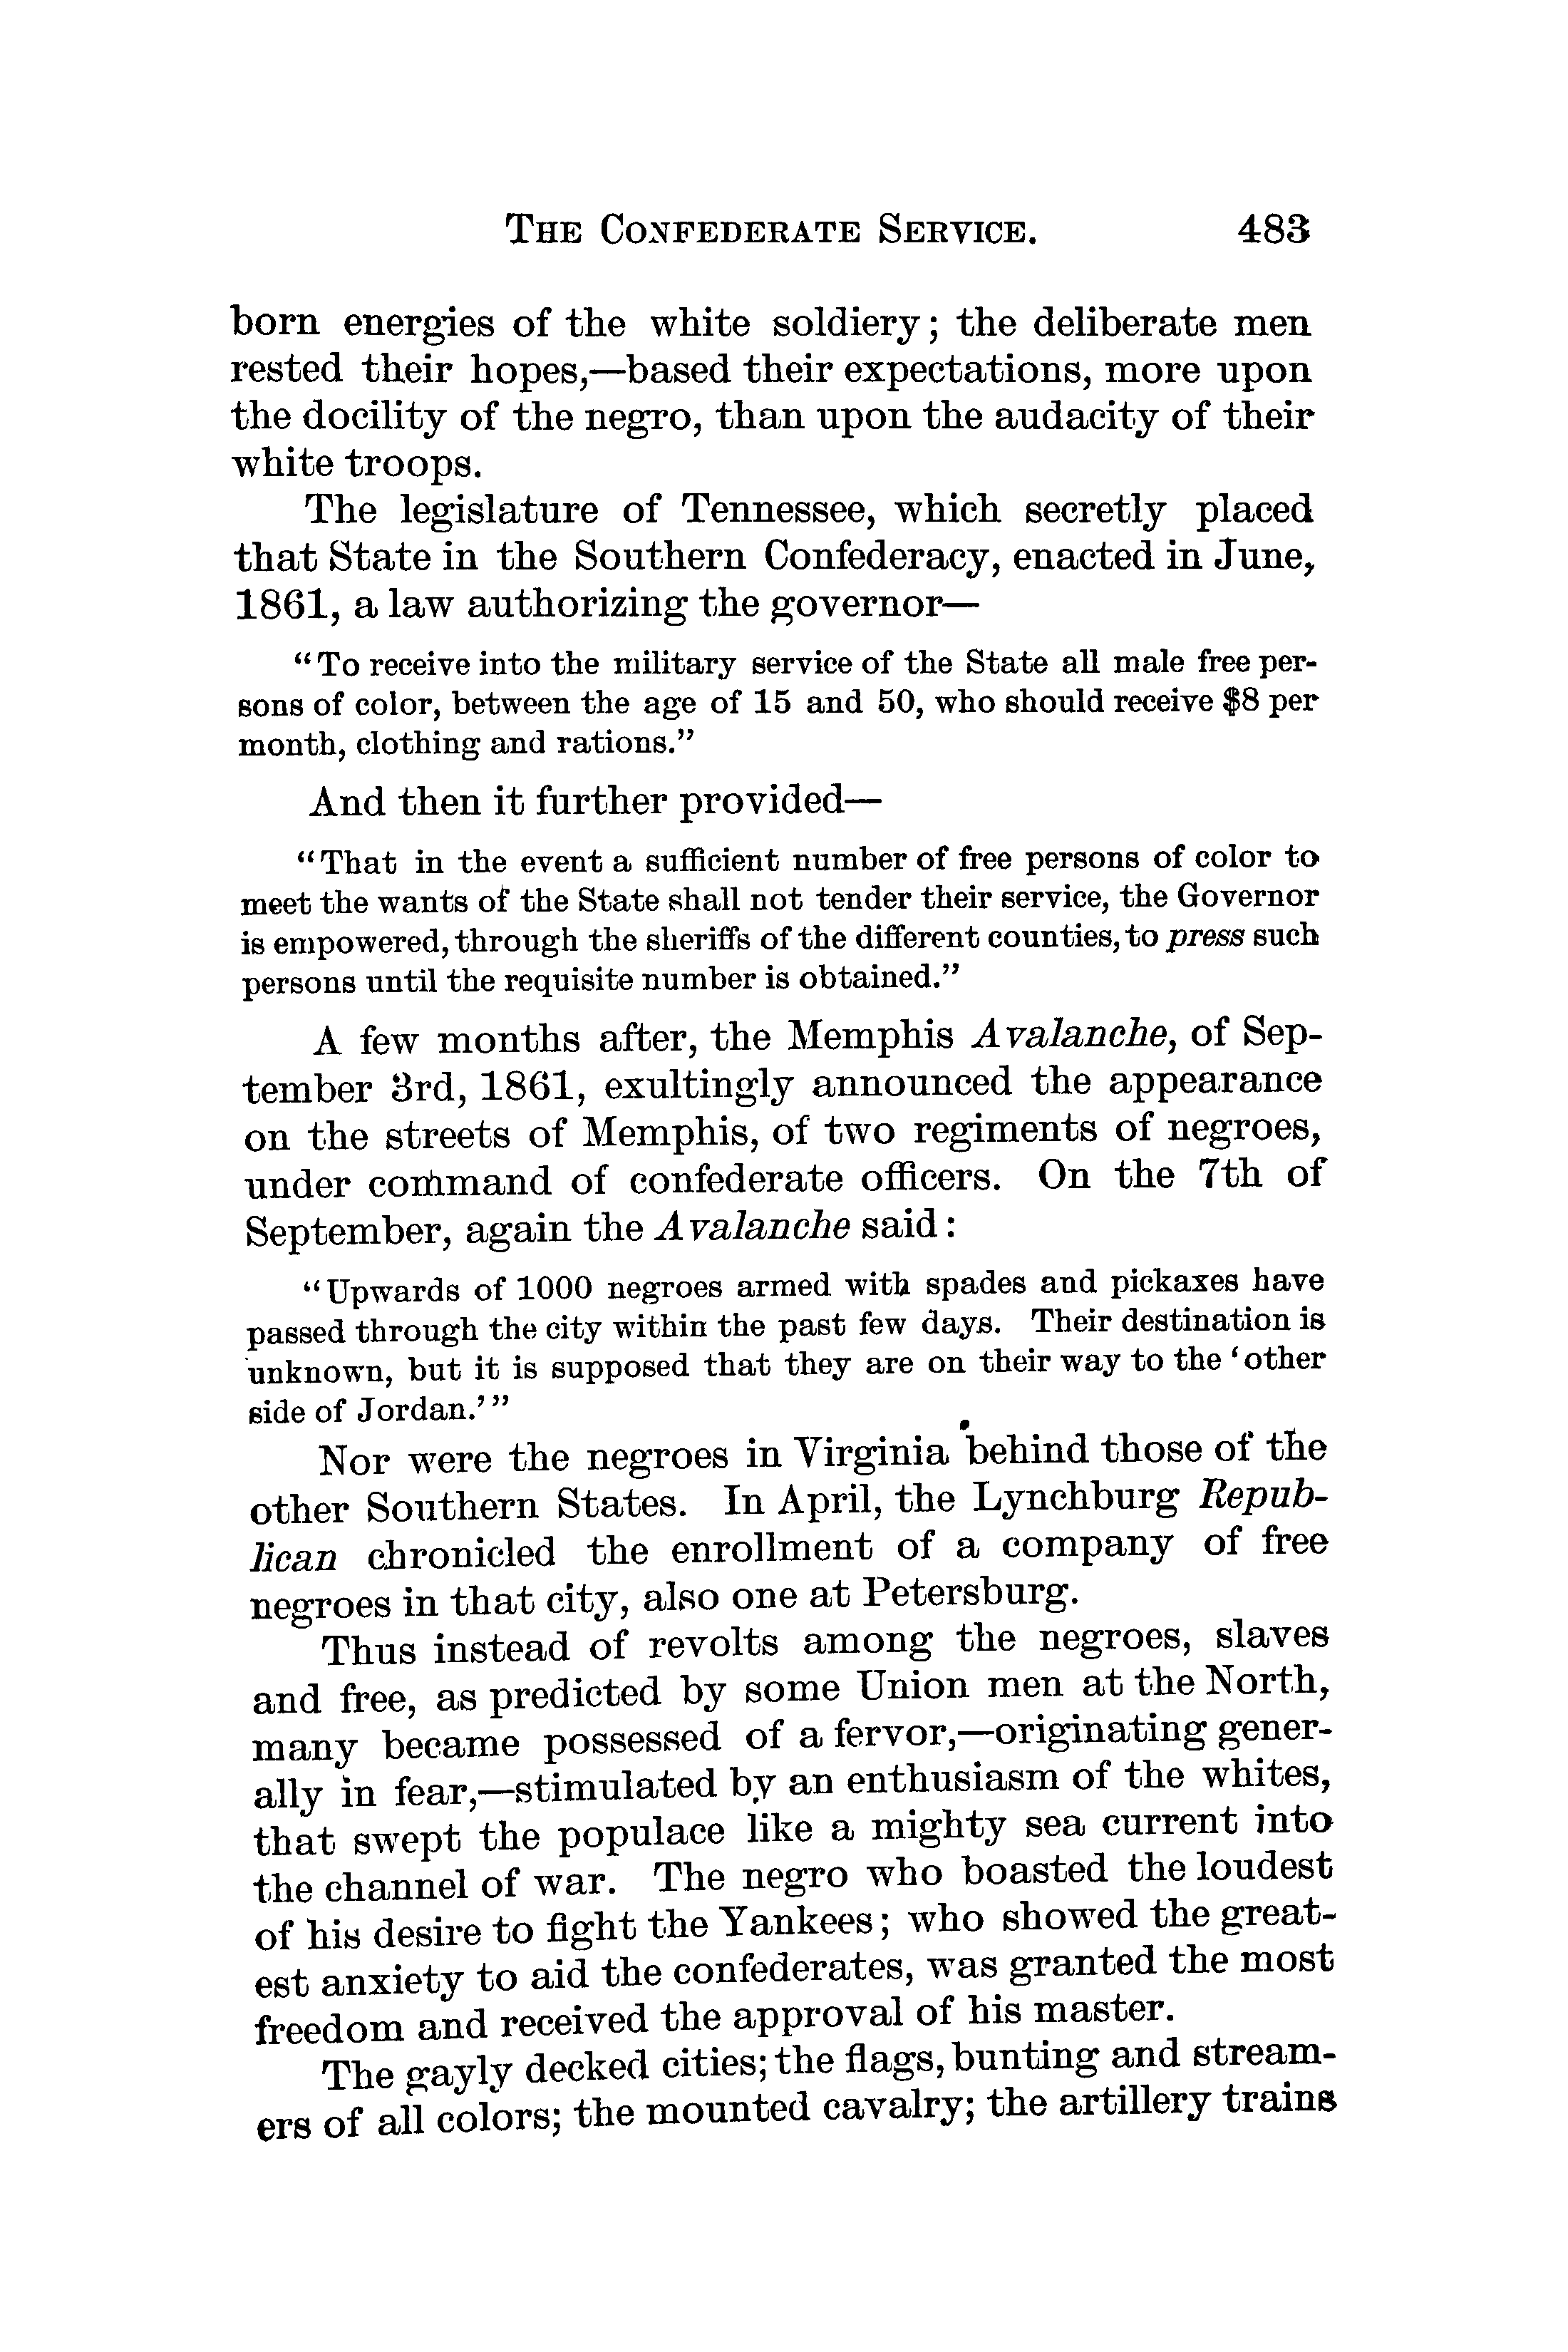 THE CONFEDERATE SERVICE. 483
born energies of the white soldiery; the deliberate men
rested their hopes,—based their expectations, more upon
the docility of the negro, than upon the audacity of their
white troops.
The legislature of Tennessee, which secretly placed
that State in the Southern Confederacy, enacted in June,
1861, a law authorizing the governor—
“To receive into the military service of the State all male free per-
sons of color, between the age of 15 and 50, who should receive $8 per
month, clothing and rations.”
And then it further provided—
“That in the event a sufficient number of free persons of color to
meet the wants of the State shall not tender their service, the Governor
is empowered, through the sheriffs of the different counties, to press such
persons until the requisite number is obtained.”
A few months after, the Memphis Avalanche, of Sep-
tember 3rd, 1861, exultingly announced the appearance
on the streets of Memphis, of two regiments of negroes,
under command of confederate officers. On the 7th of
September, again the Avalanche said:
“Upwards of 1000 negroes armed with spades and pickaxes have
passed through the city within the past few days. Their destination is
unknown, but it is supposed that they are on their way to the ‘other
side of Jordan.’”
Nor were the negroes in Virginia behind those of the
other Southern States. In April, the Lynchburg Repub-
lican chronicled the enrollment of a company of free
negroes in that city, also one at Petersburg.
Thus instead of revolts among the negroes, slaves
and free, as predicted by some Union men at the North,
many became possessed of a fervor,—originating gener-
ally in fear,—stimulated by an enthusiasm of the whites,
that swept the populace like a mighty sea current into
the channel of war. The negro who boasted the loudest
of his desire to fight the Yankees; who showed the great-
est anxiety to aid the confederates, was granted the most
freedom and received the approval of his master.
The gayly decked cities; the flags, bunting and stream-
ers of all colors; the mounted cavalry; the artillery trains